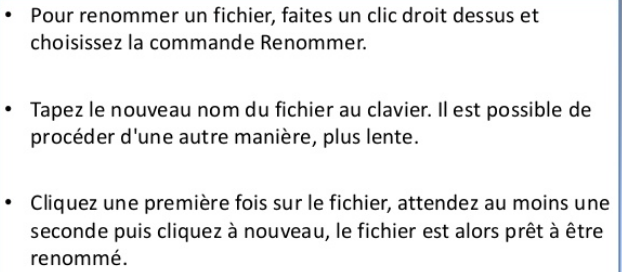 • Pour renommer un fichier, faites un clic droit dessus et
choisissez la commande Renommer.
• Tapez le nouveau nom du fichier au clavier. Il est possible de
procéder d'une autre manière, plus lente.
• Cliquez une première fois sur le fichier, attendez au moins une
seconde puis cliquez à nouveau, le fichier est alors prêt à être
renommé.